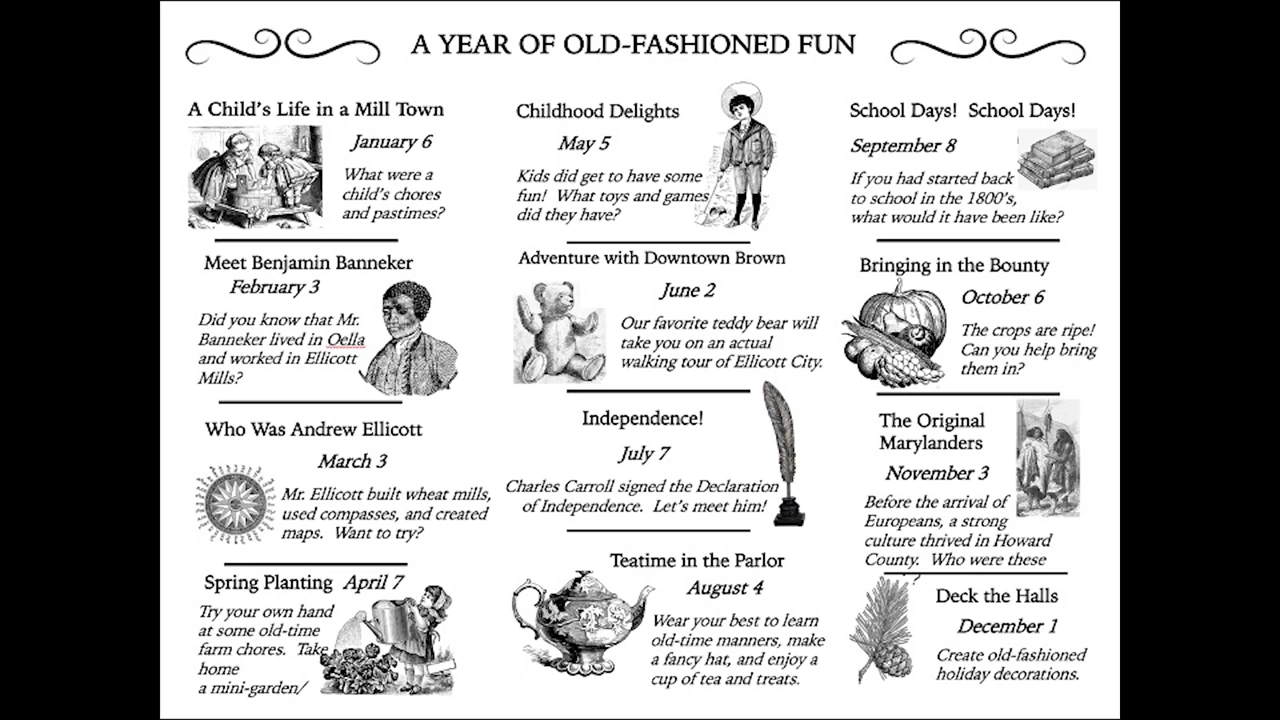 A YEAR OF OLD-FASHIONED FUN
A Child's Life in a Mill Town
January 6
What were a
child's chores
and pastimes?
Meet Benjamin Banneker
February 3
Did you know that Mr.
Banneker lived in Oella
and worked in Ellicott
Mills?
Who Was Andrew Ellicott
March 3
Mr. Ellicott built wheat mills,
used compasses, and created
maps.  Want to try?
Spring Planting April 7
Try your own hand
at some old-time
farm chores.  Take
home
a mini-garden/
Childhood Delights
May 5
Kids did get to have some
fun!  What toys and games
did they have?
Adventure with Downtown Brown
June 2
Our favorite teddy bear will
take you on an actual
walking tour of Ellicott City.
Independence!
July 7
Charles Carroll signed the Declaration
of Independence.  Let's meet him!
Teatime in the Parlor
August 4
Wear your best to learn
old-time manners, make
a fancy hat, and enjoy a
cup of tea and treats.
School Days!  School Days!
September 8
If you had started back
to school in the 1800's,
what would it have been like?
Bringing in the Bounty
October 6
The crops are ripe!
Can you help bring
them in?
The Original
Marylanders
November 3
Before the arrival of
Europeans, a strong
culture thrived in Howard
County.  Who were these
?
Deck the Halls
December 1
Create old-fashioned
holiday decorations.